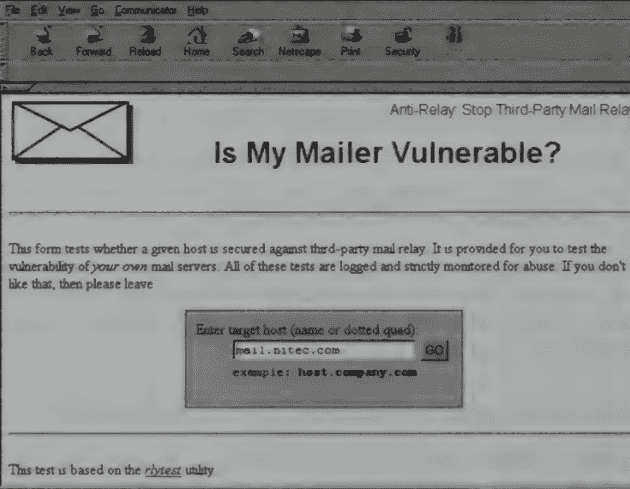 File Edit View Go Communicator Help
Back Forward Reload Home Search Netscape Print Security
Anti-Relay Stop Third-Party Mail Rela
Is My Mailer Vulnerable?
This form tests whether a given host is secured against third-party mail relay. It is provided for you to test the
vulnerability of your own mail servers. All of these tests are logged and strictly monitored for abuse. If you don't
like that, then please leave
Enter target host (name or dotted quad)
mail.nitec.com GO
example: host.company.com
This test is based on the rlytest utility